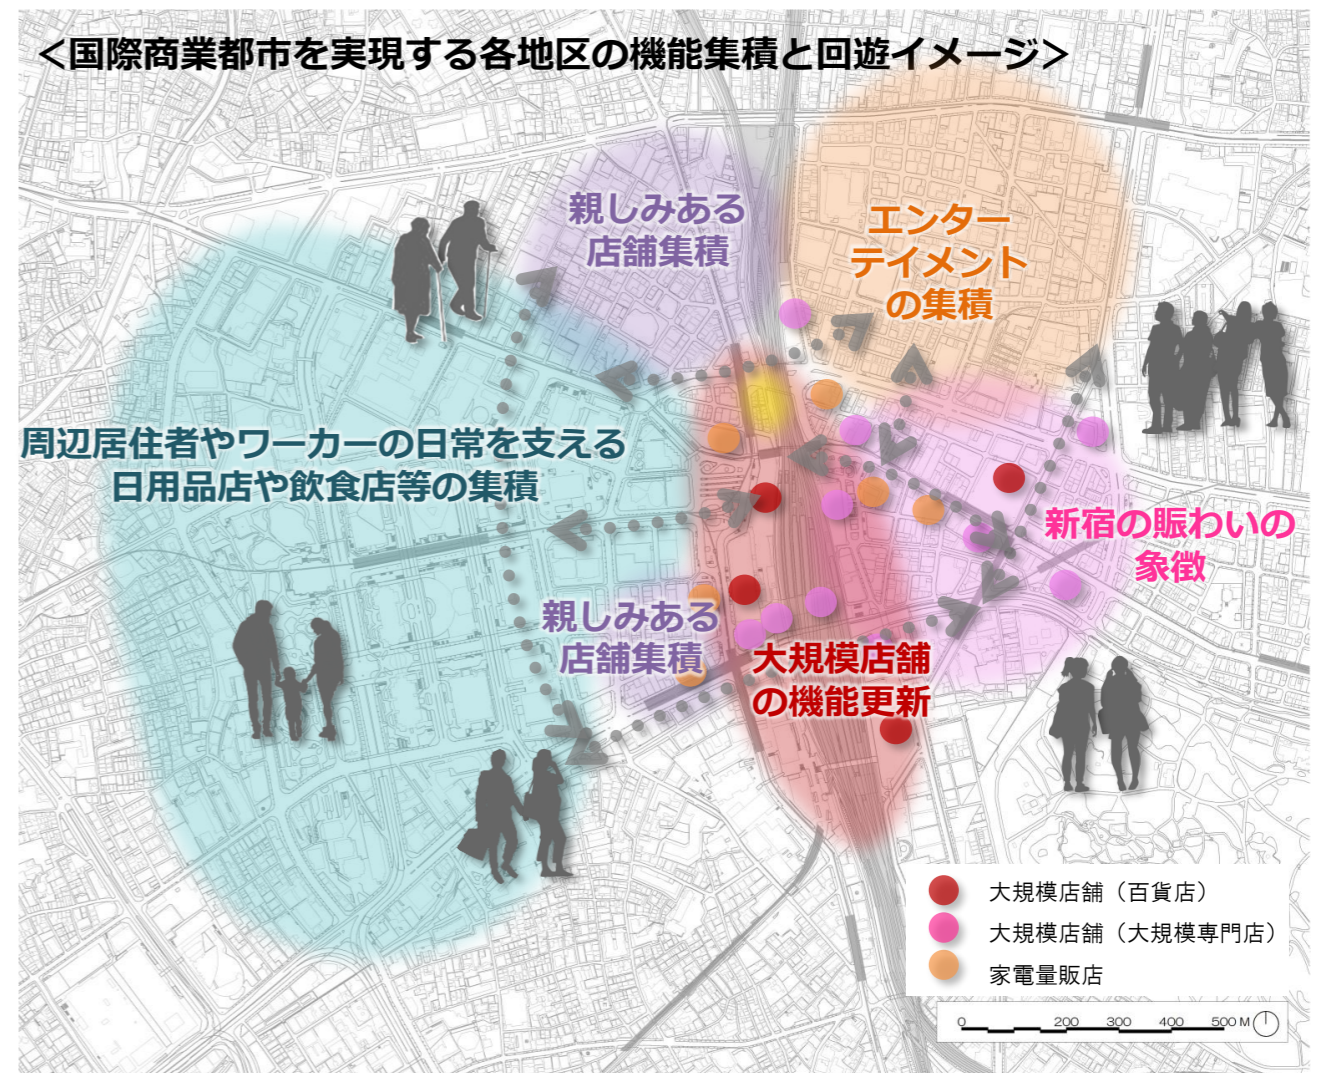 ＜国際商業都市を実現する各地区の機能集積と回遊イメージ＞
親しみある
店舗集積
エンター
テイメント
の集積
周辺居住者やワーカーの日常を支える
日用品店や飲食店等の集積
新宿の賑わいの
象徴
親しみある
店舗集積
大規模店舗
の機能更新
大規模店舗（百貨店）
大規模店舗（大規模専門店）
家電量販店
0 200 300 400 500 M